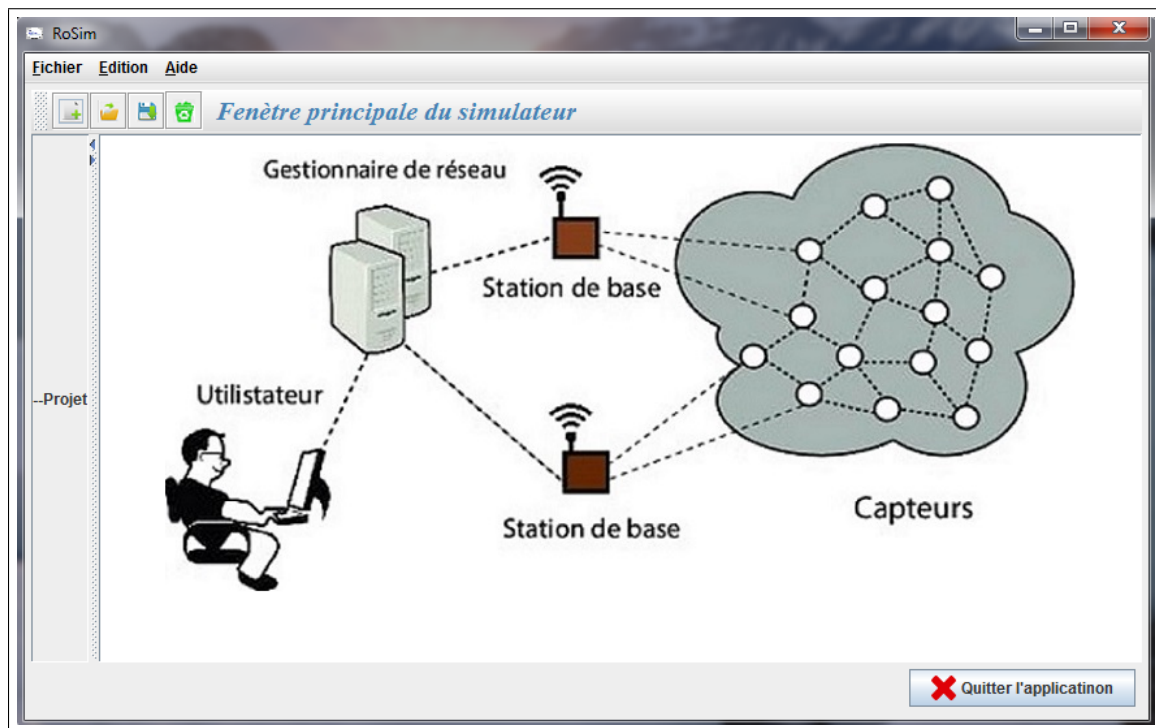 RoSim
Fichier Edition Aide
Fenètre principale du simulateur
--Projet
Gestionnaire de réseau
Station de base
Utilistateur
Station de base
Capteurs
Quitter l'applicatinon